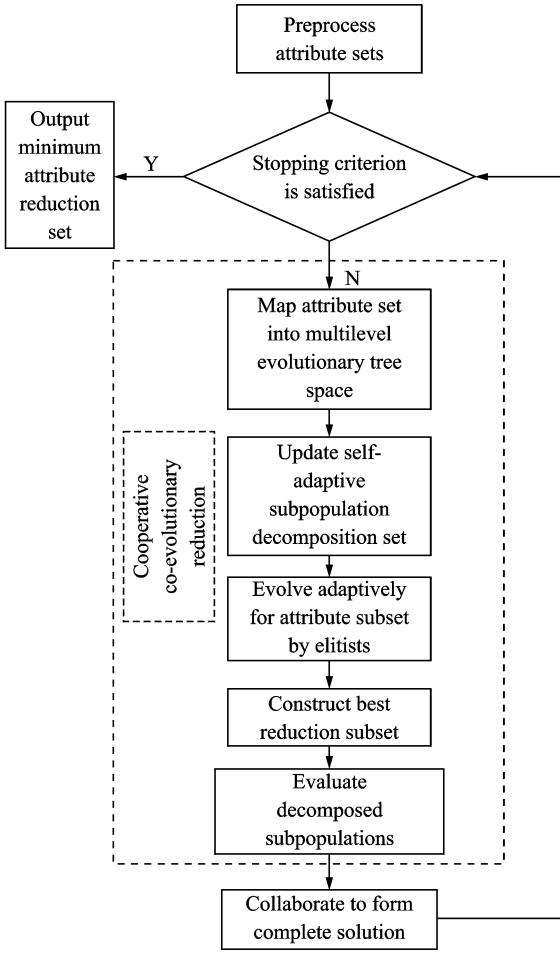 Preprocess
attribute sets
Output
minimum
attribute
reduction
set
Y
Stopping criterion
is satisfied
N
Map attribute set
into multilevel
evolutionary tree
space
Cooperative
co-evolutionary
reduction
Update self-
adaptive
subpopulation
decomposition set
Evolve adaptively
for attribute subset
by elitists
Construct best
reduction subset
Evaluate
decomposed
subpopulations
Collaborate to form
complete solution